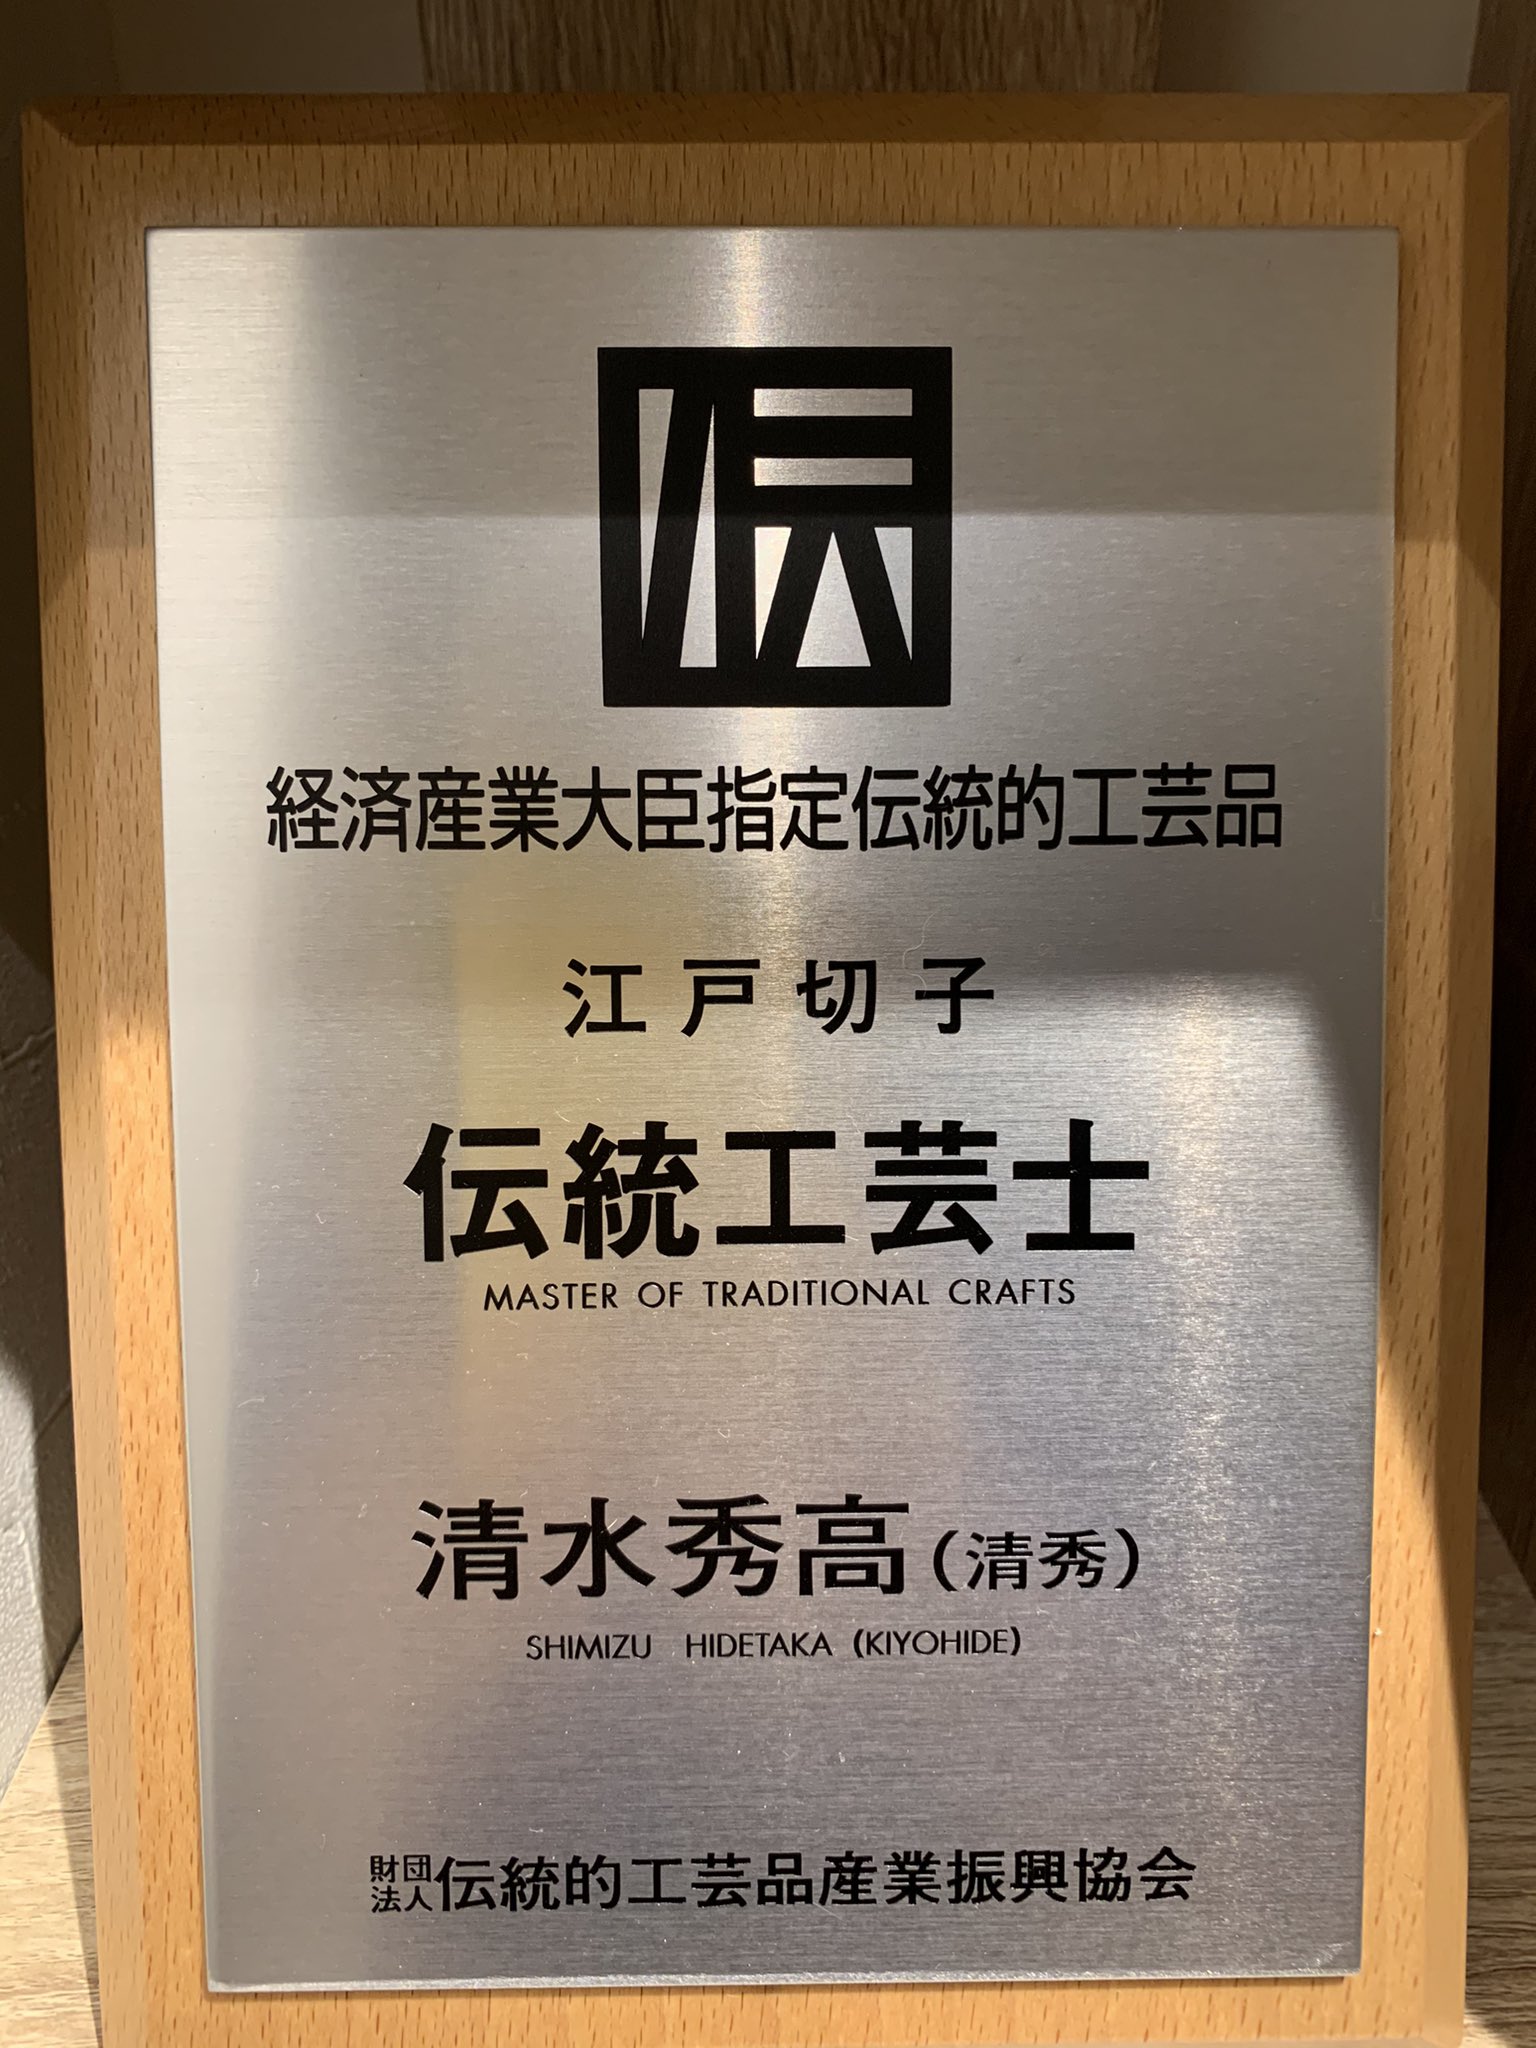 伝
経済産業大臣指定伝統的工芸品
江戸切子
伝統工芸士
MASTER OF TRADITIONAL CRAFTS
清水秀高（清秀）
SHIMIZU HIDETAKA (KIYOHIDE)
財団法人伝統的工芸品産業振興協会